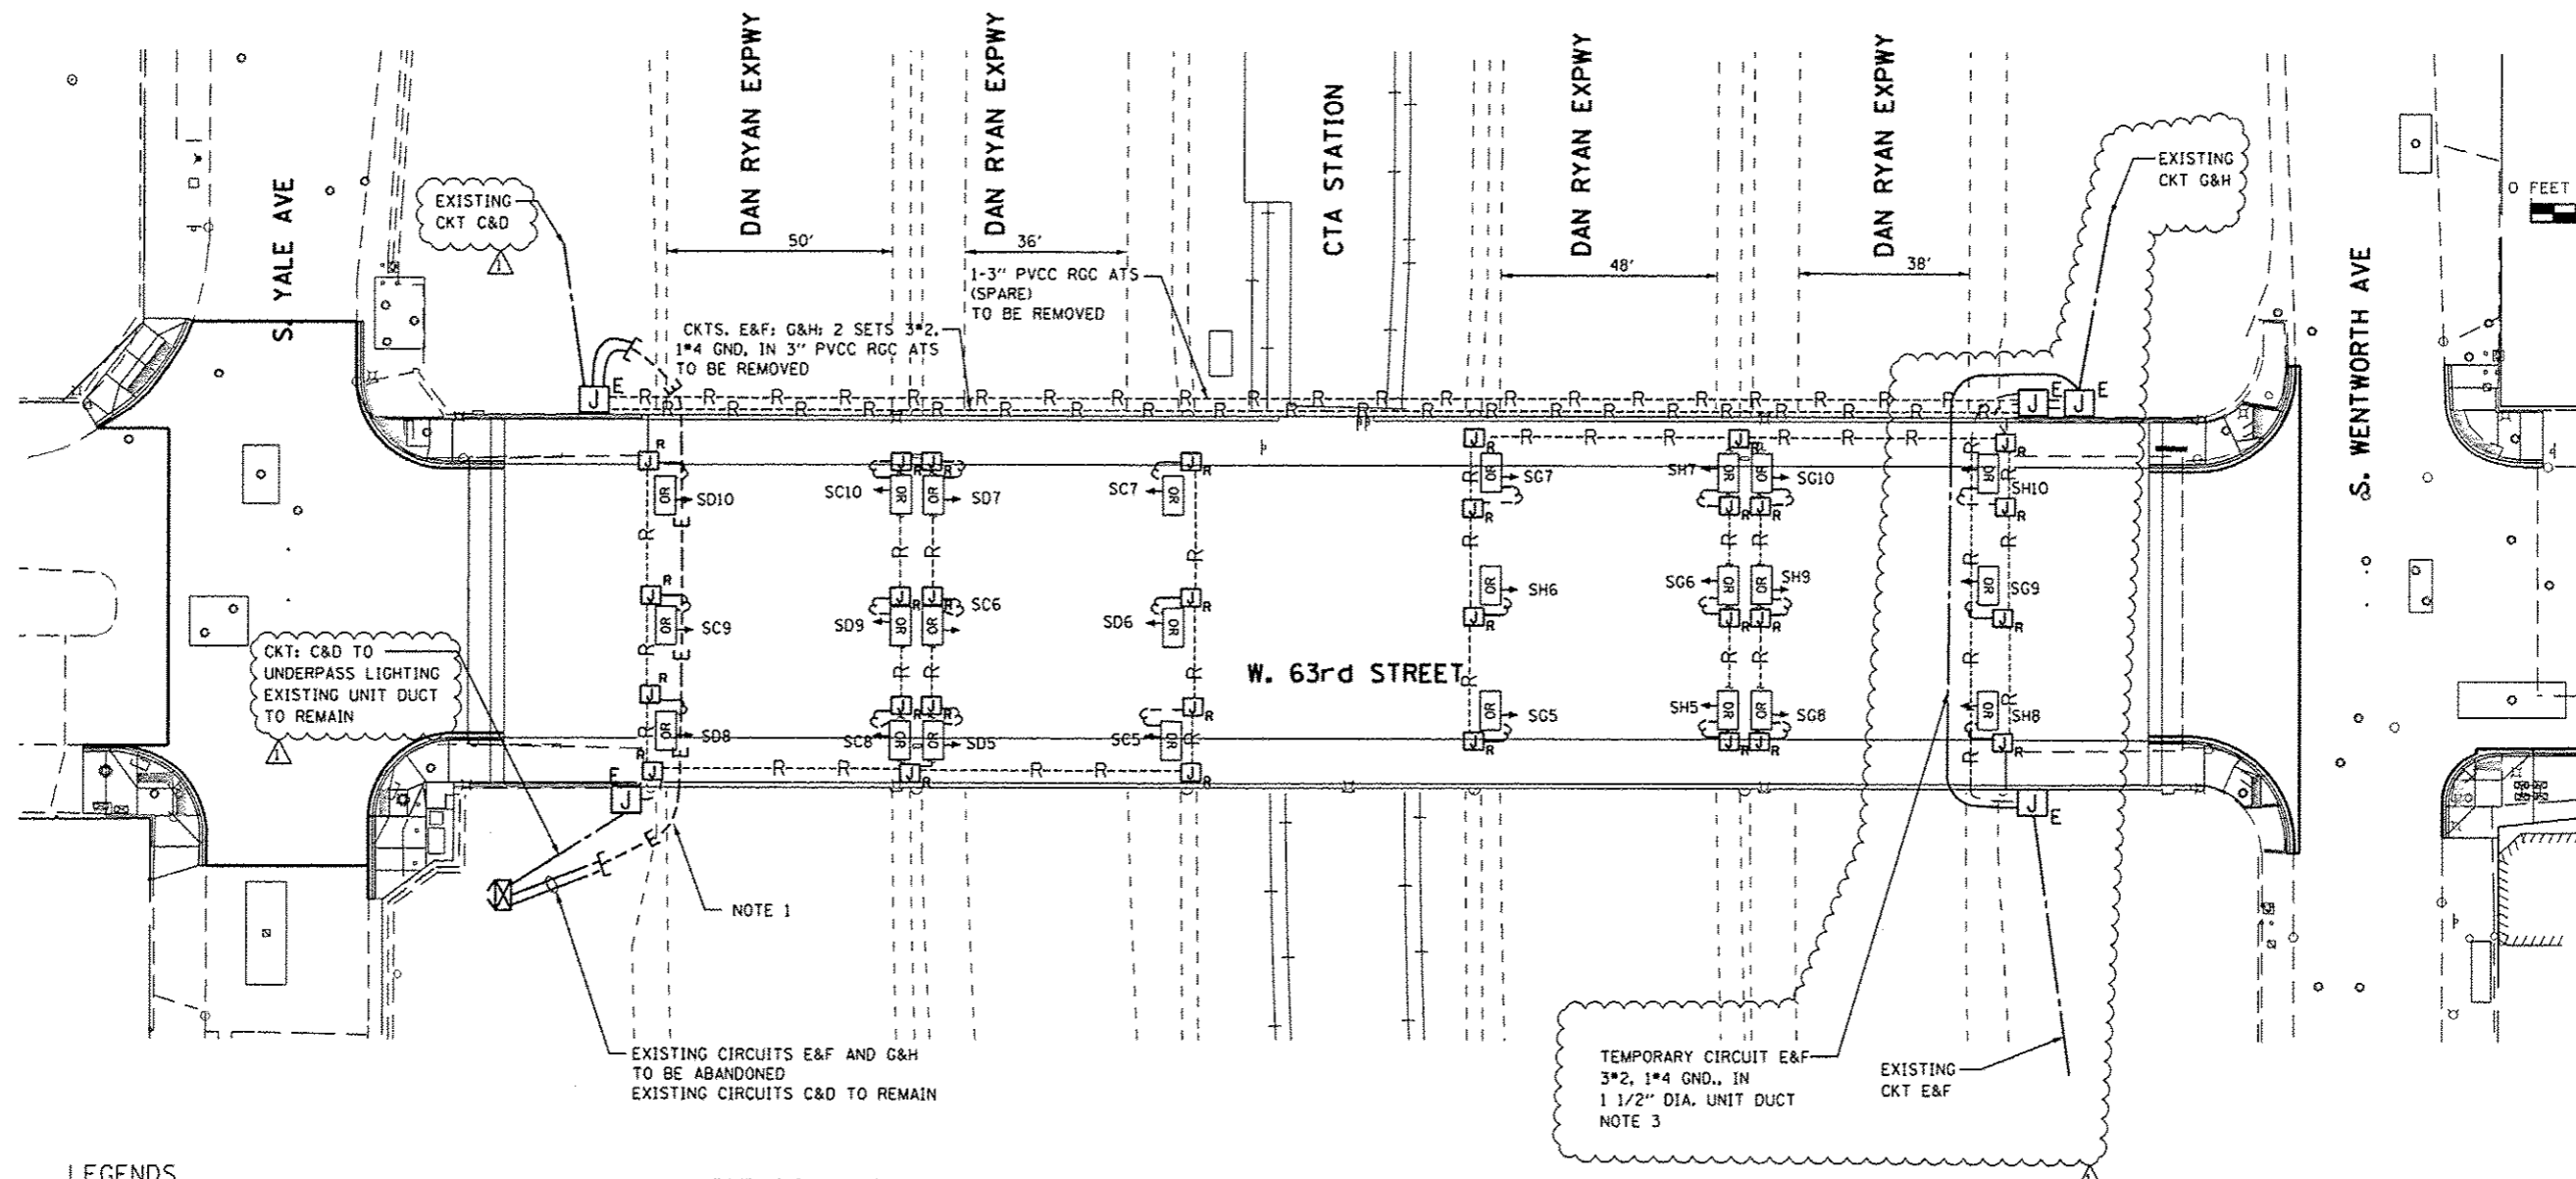 DAN RYAN EXPWY
DAN RYAN EXPWY
CTA STATION
DAN RYAN EXPWY
DAN RYAN EXPWY
S. YALE AVE
S. WENTWORTH AVE
0 FEET
EXISTING
CKT C&D
1
50'
36'
48'
38'
EXISTING
CKT G&H
1-3" PVCC RGC ATS
(SPARE)
TO BE REMOVED
CKTS. E&F; G&H; 2 SETS 3#2,
1#4 GND, IN 3" PVCC RGC ATS
TO BE REMOVED
SD10
SC10
SD7
SC7
SG7
SH7
SG10
SH10
SC9
SD9
SC6
SD6
SH6
SG6
SH9
SG9
W. 63rd STREET
CKT: C&D TO
UNDERPASS LIGHTING
EXISTING UNIT DUCT
TO REMAIN
1
SD8
SC8
SD5
SC5
SG5
SH5
SG8
SH8
NOTE 1
EXISTING CIRCUITS E&F AND G&H
TO BE ABANDONED
EXISTING CIRCUITS C&D TO REMAIN
TEMPORARY CIRCUIT E&F
3#2, 1#4 GND., IN
1 1/2" DIA. UNIT DUCT
NOTE 3
EXISTING
CKT E&F
LEGENDS